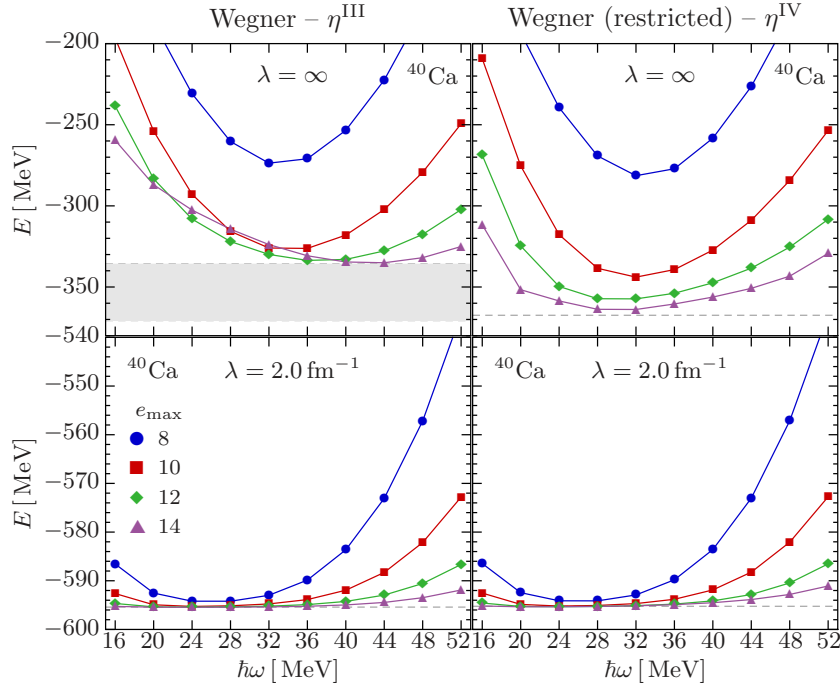 Wegner – η^III
Wegner (restricted) – η^IV
−200
−250
−300
−350
E [ MeV]
λ = ∞
⁴⁰Ca
λ = ∞
⁴⁰Ca
−540
−550
−560
−570
−580
−590
−600
E [ MeV]
⁴⁰Ca
λ = 2.0 fm⁻¹
e_max
8
10
12
14
⁴⁰Ca
λ = 2.0 fm⁻¹
16 20 24 28 32 36 40 44 48 52
16 20 24 28 32 36 40 44 48 52
ℏω [ MeV]
ℏω [ MeV]